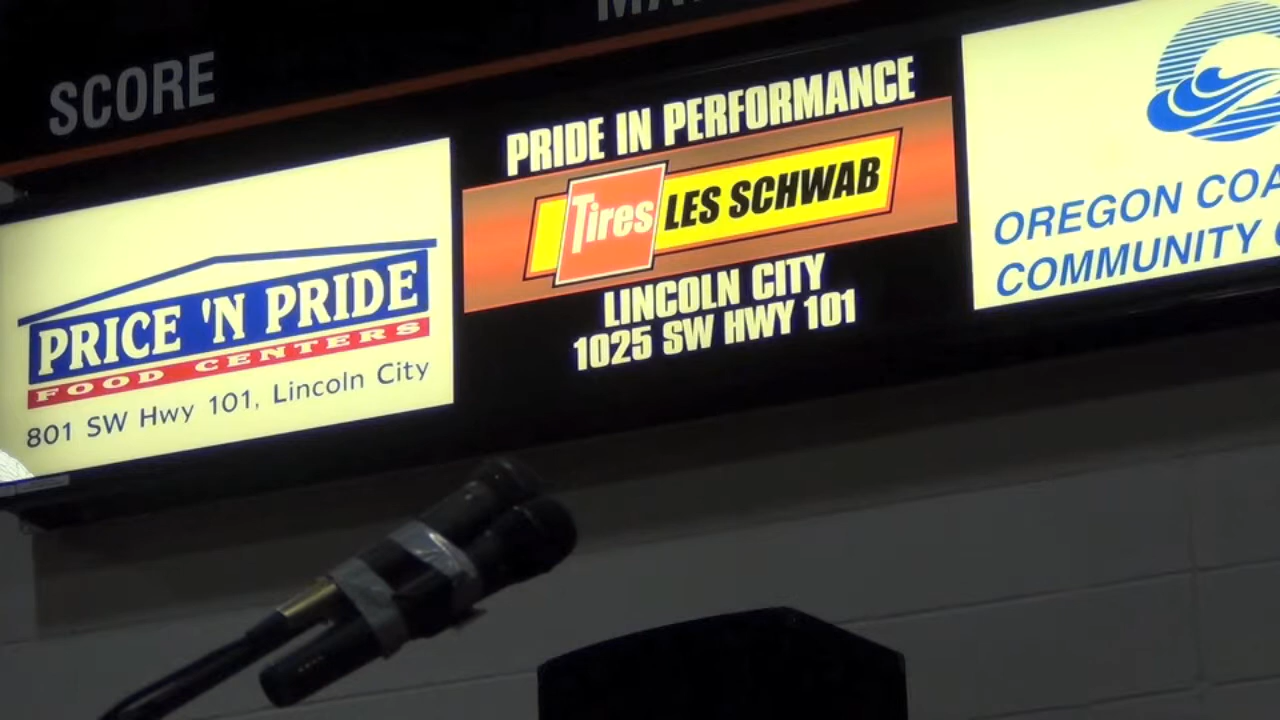 SCORE
PRICE 'N PRIDE
FOOD CENTERS
801 SW Hwy 101, Lincoln City
PRIDE IN PERFORMANCE
Tires LES SCHWAB
LINCOLN CITY
1025 SW HWY 101
OREGON
COMMUNITY